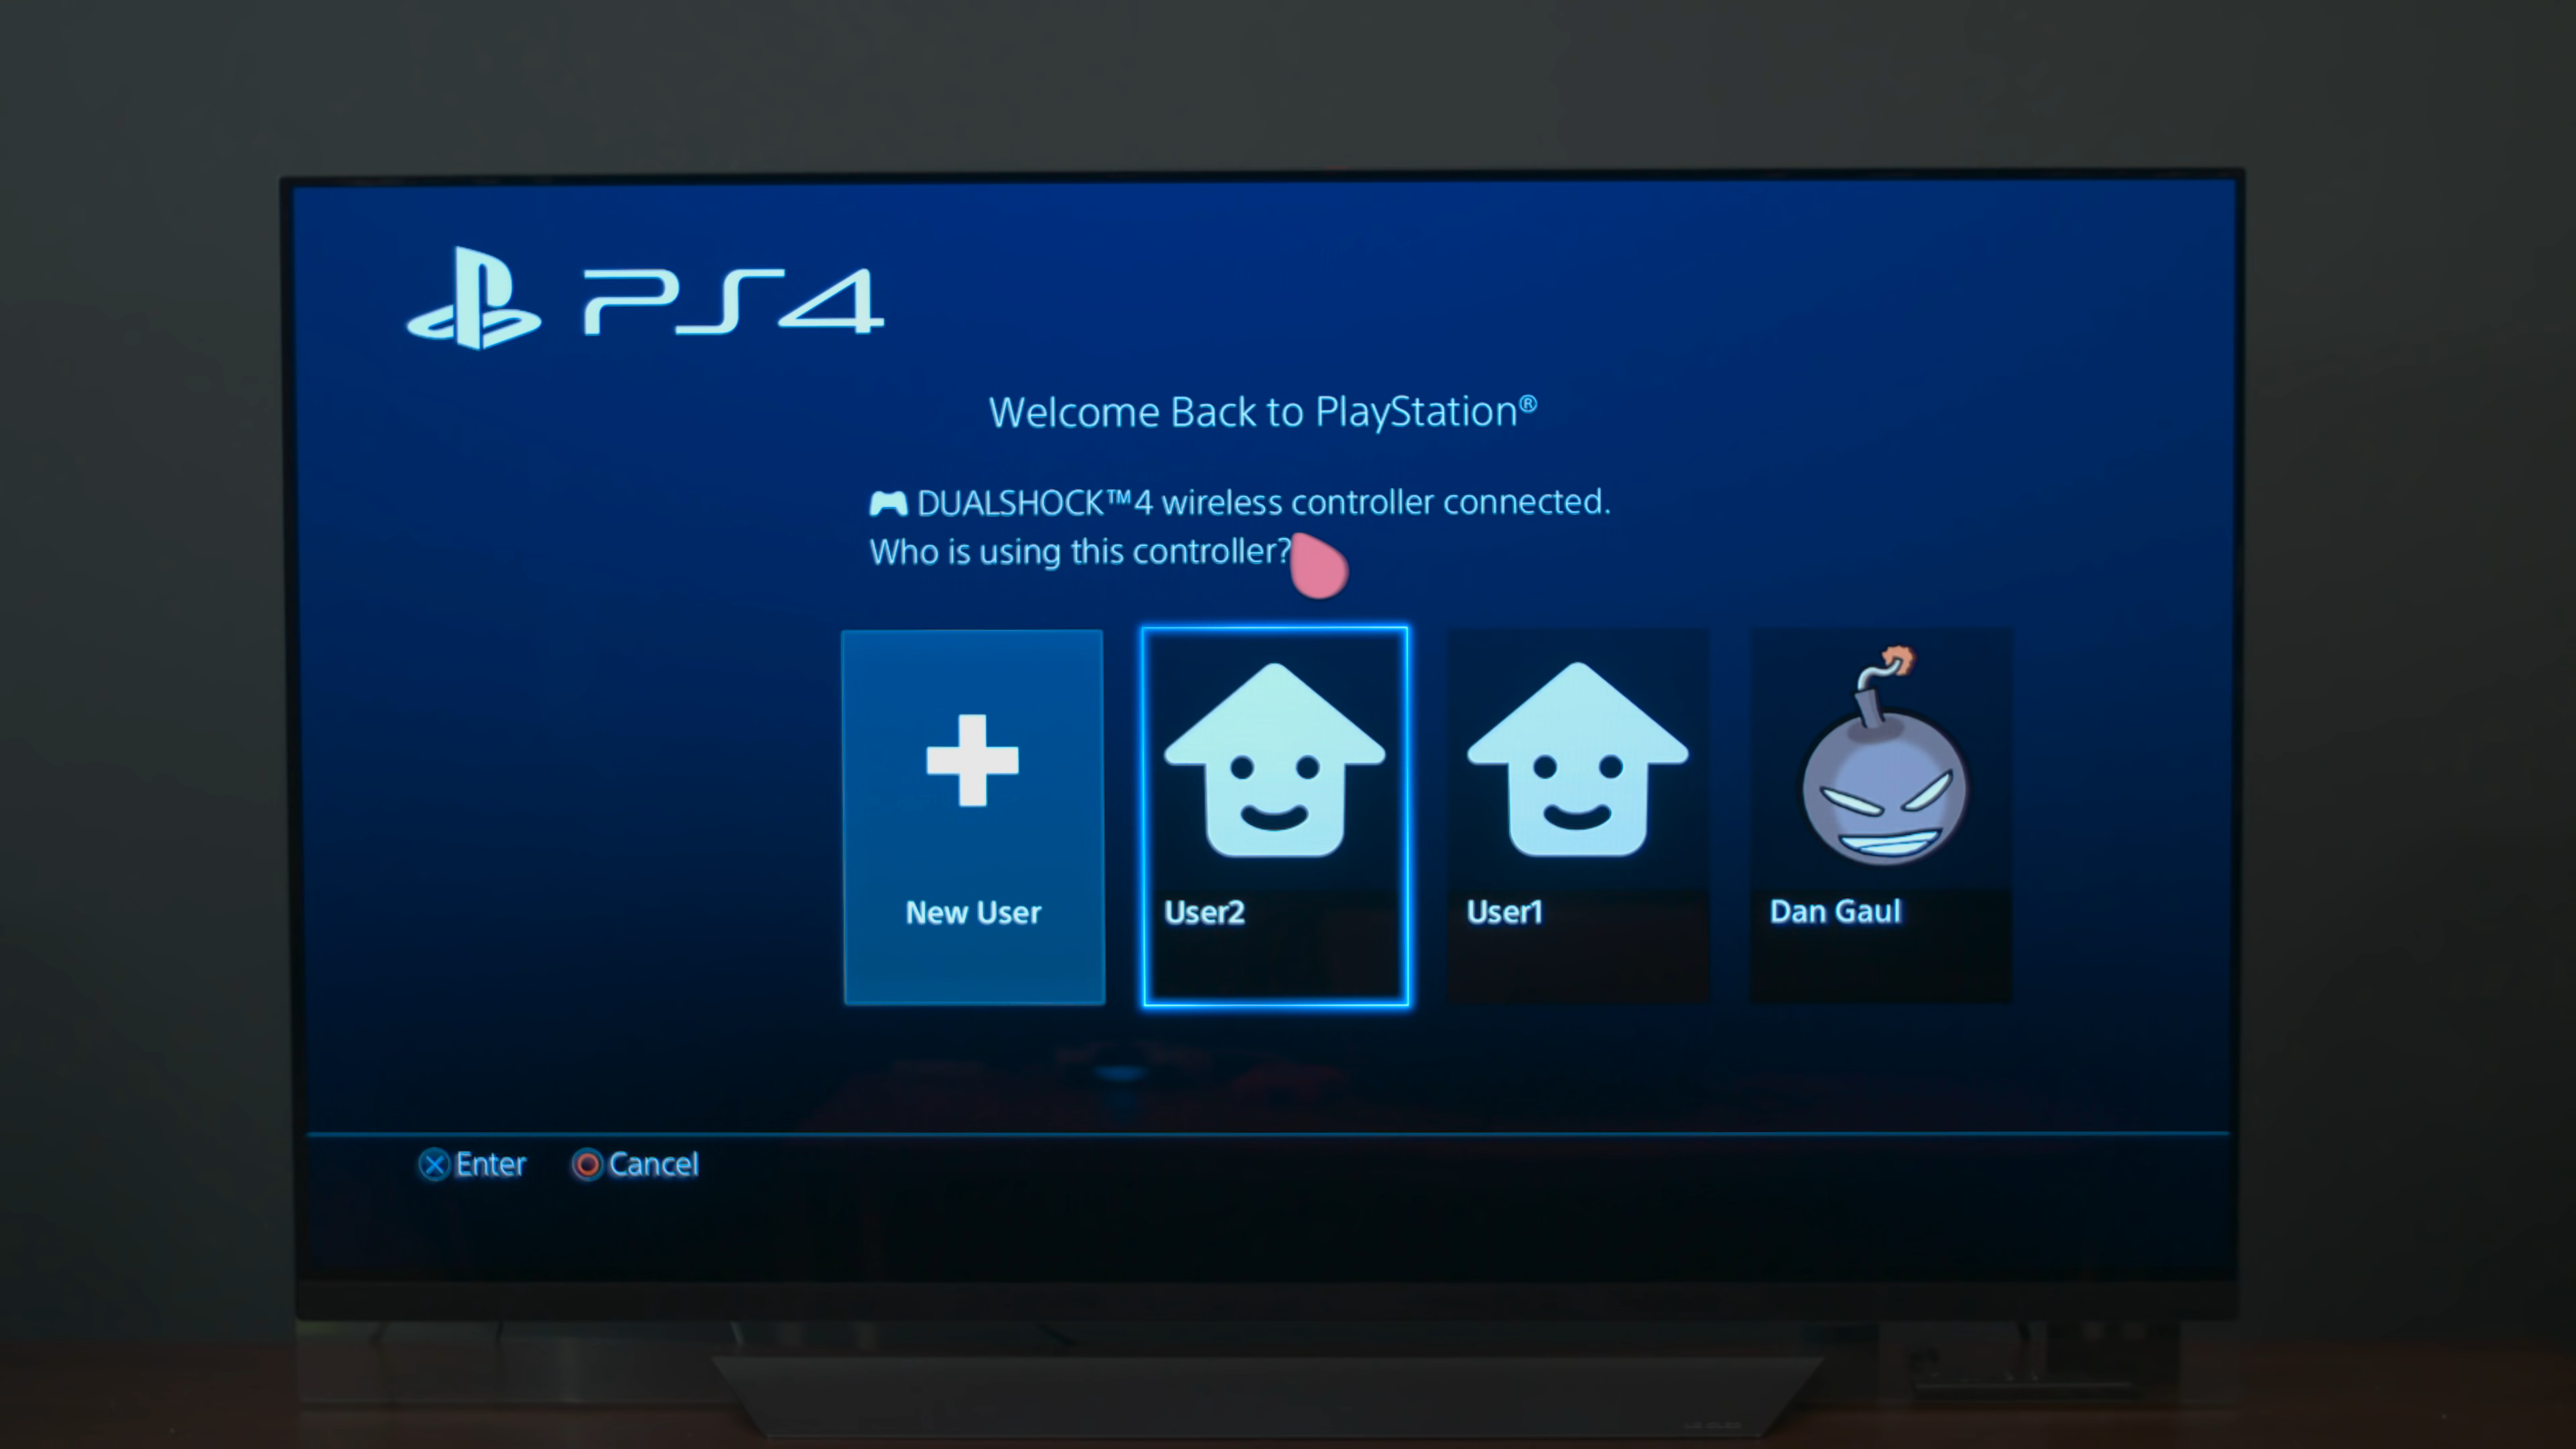 PS4
Welcome Back to PlayStation®
DUALSHOCK™4 wireless controller connected.
Who is using this controller?
New User
User2
User1
Dan Gaul
Enter
Cancel